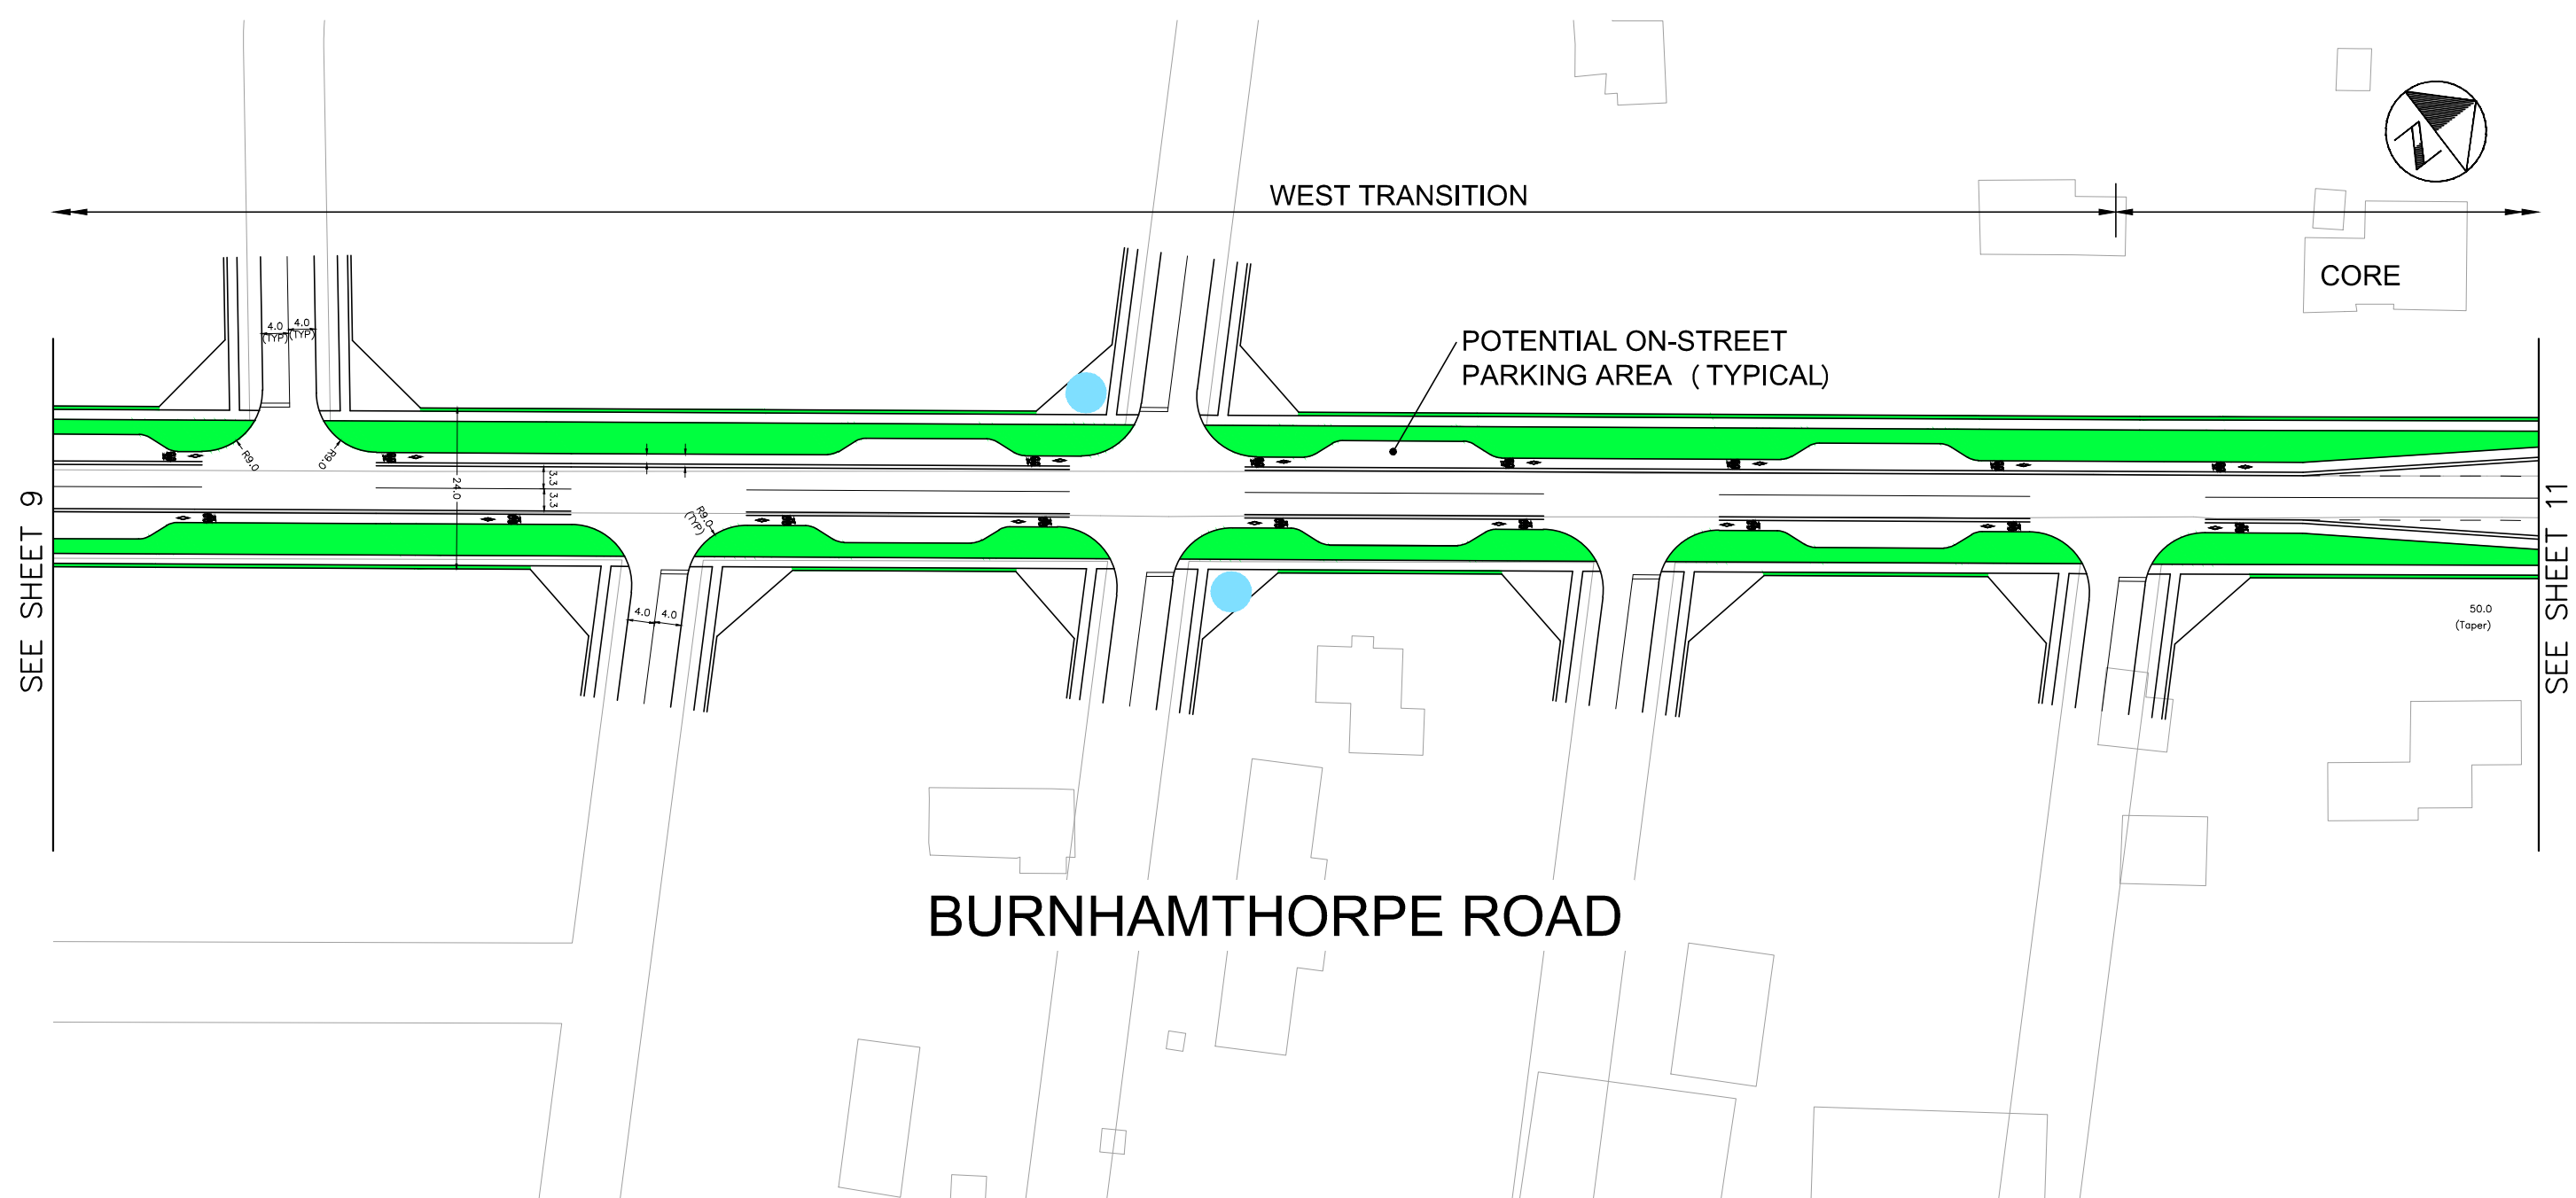 WEST TRANSITION
CORE
4.0
(TYP)
4.0
(TYP)
POTENTIAL ON-STREET
PARKING AREA ( TYPICAL)
R9.0
R9.0
24.0
3.3
3.3
R9.0
(TYP)
4.0
4.0
50.0
(Taper)
SEE SHEET 9
SEE SHEET 11
BURNHAMTHORPE ROAD